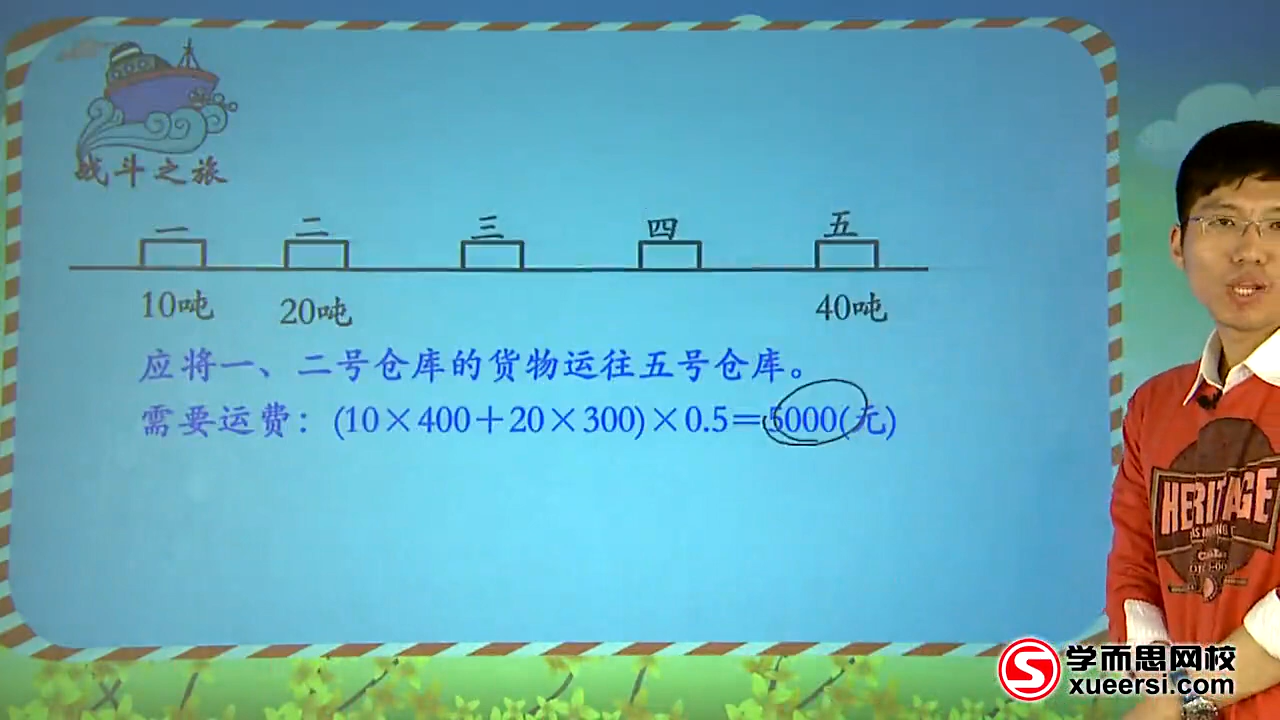 战斗之旅
一 二 三 四 五
10吨 20吨 40吨
应将一、二号仓库的货物运往五号仓库。
需要运费：(10×400＋20×300)×0.5＝5000(元)
HERITAGE
学而思网校
xueersi.com